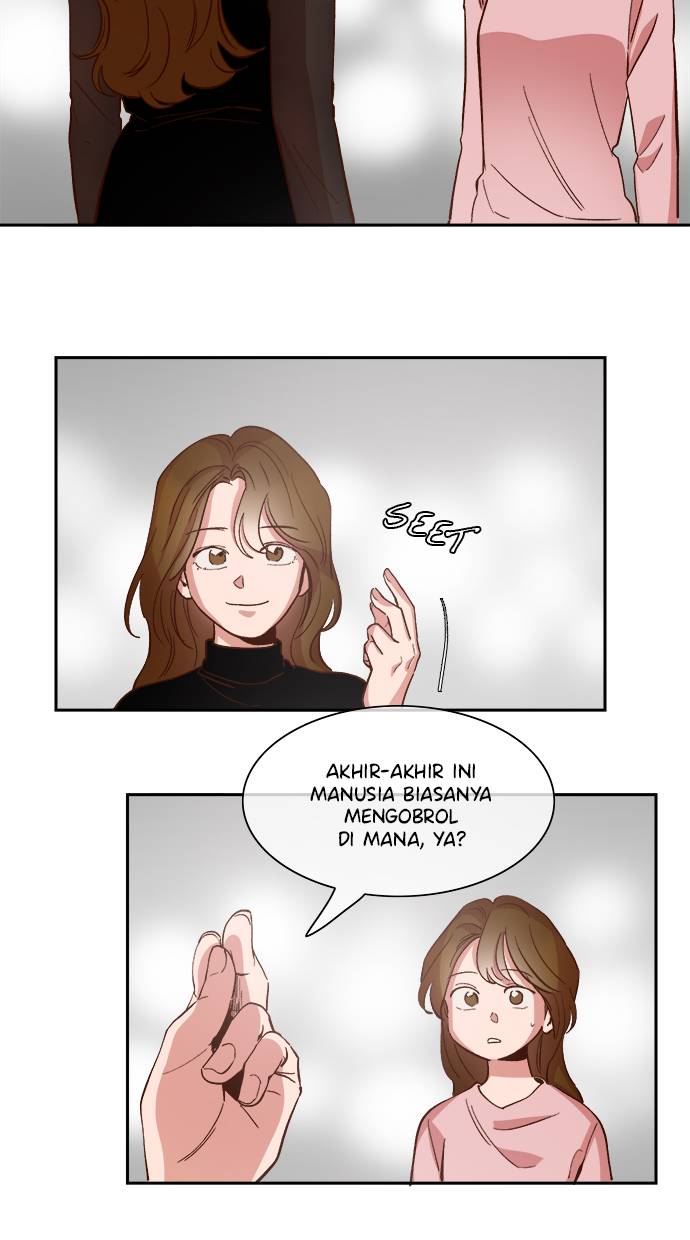 SEET
AKHIR-AKHIR INI
MANUSIA BIASANYA
MENGOBROL
DI MANA, YA?